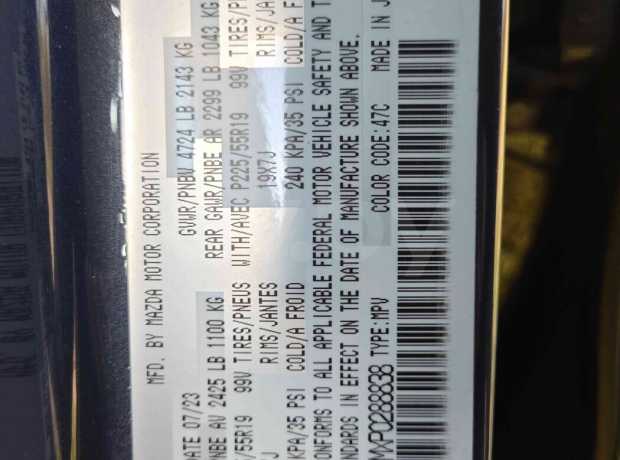 MFD. BY MAZDA MOTOR CORPORATION
DATE 07/23 GVWR/PNBV 4724 LB 2143 KG
PNBE AV 2425 LB 1100 KG REAR GAWR/PNBE AR 2299 LB 1043 KG
/55R19 99V TIRES/PNEUS WITH/AVEC P225/55R19 99V TIRES/P
J RIMS/JANTES 19X7J RIMS/JAN
KPA/35 PSI COLD/A FROID 240 KPA/35 PSI COLD/A F
ONFORMS TO ALL APPLICABLE FEDERAL MOTOR VEHICLE SAFETY AND T
NDARDS IN EFFECT ON THE DATE OF MANUFACTURE SHOWN ABOVE.
MXP0288838 TYPE:MPV COLOR CODE:47C MADE IN J